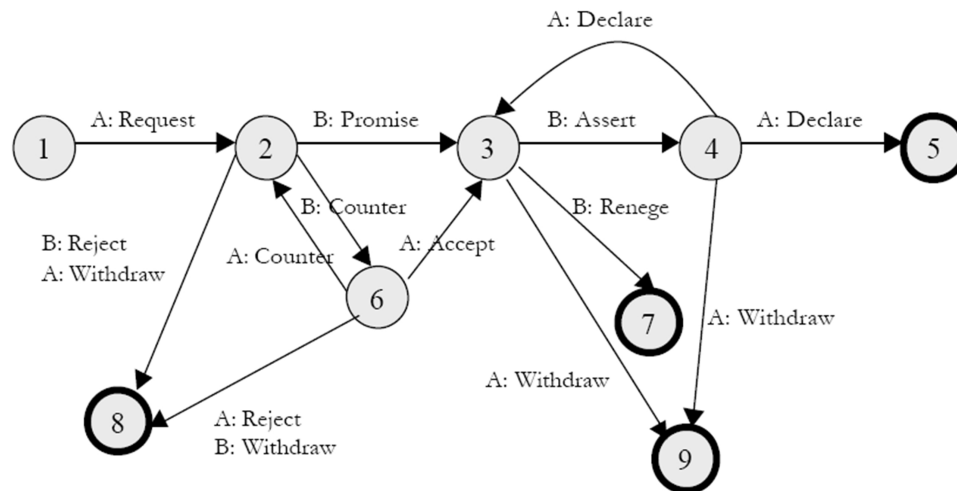 A: Declare
A: Request
B: Promise
B: Assert
A: Declare
1
2
3
4
5
B: Counter
B: Renege
B: Reject
A: Withdraw
A: Counter
A: Accept
6
7
A: Withdraw
A: Withdraw
8
A: Reject
B: Withdraw
9